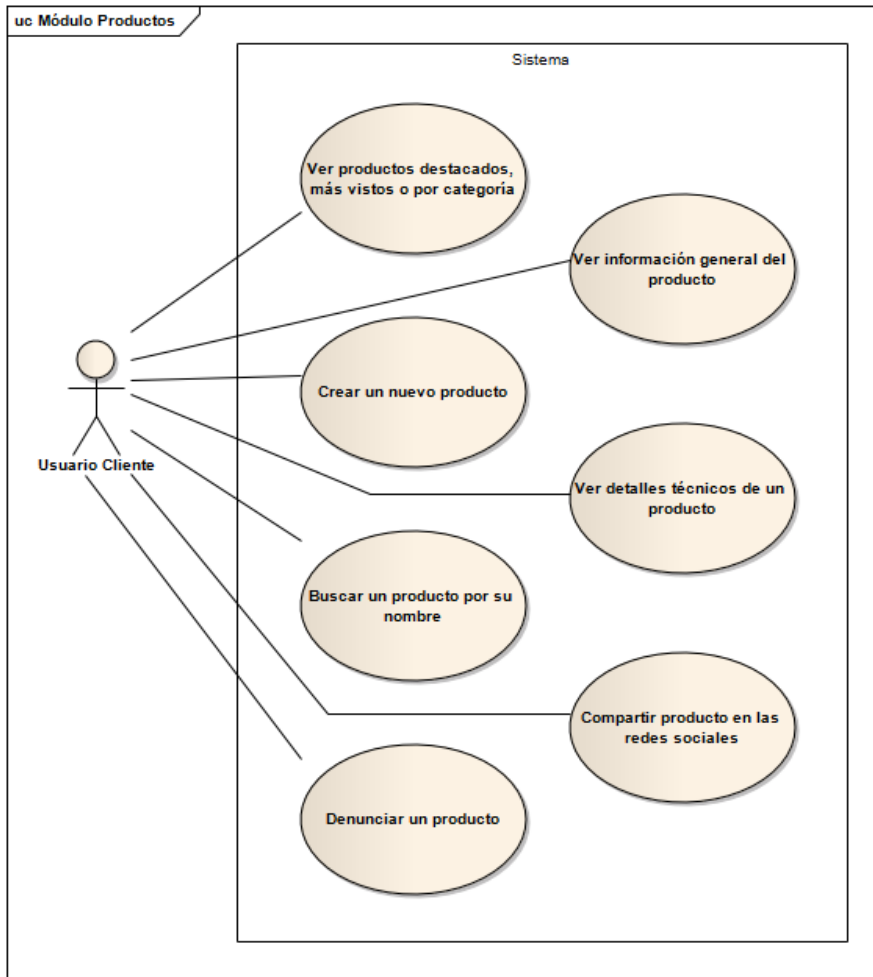 uc Módulo Productos
Sistema
Ver productos destacados,
más vistos o por categoría
Ver información general del
producto
Crear un nuevo producto
Usuario Cliente
Ver detalles técnicos de un
producto
Buscar un producto por su
nombre
Compartir producto en las
redes sociales
Denunciar un producto